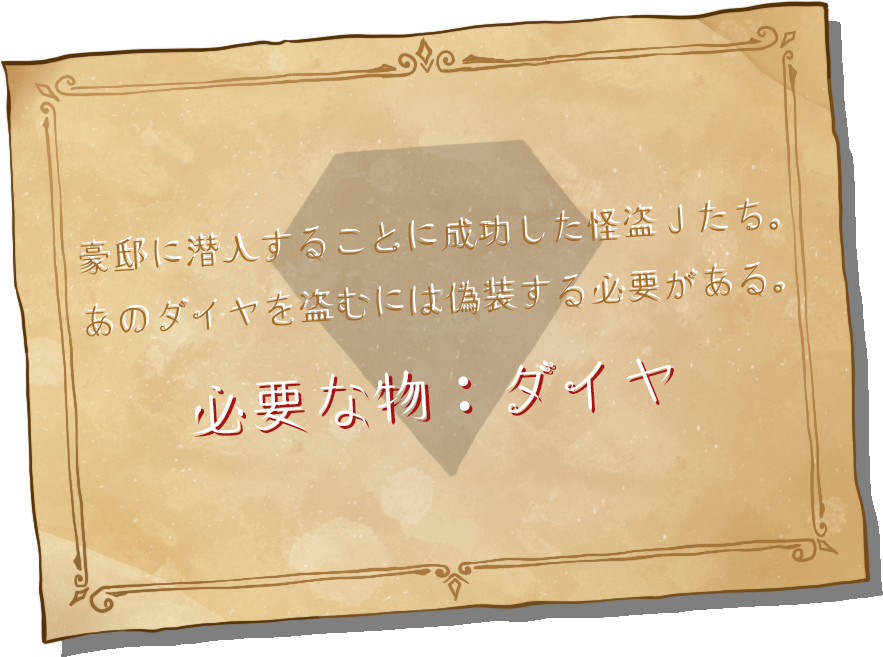 豪邸に潜入することに成功した怪盗Ｊたち。
あのダイヤを盗むには偽装する必要がある。
必要な物：ダイヤ